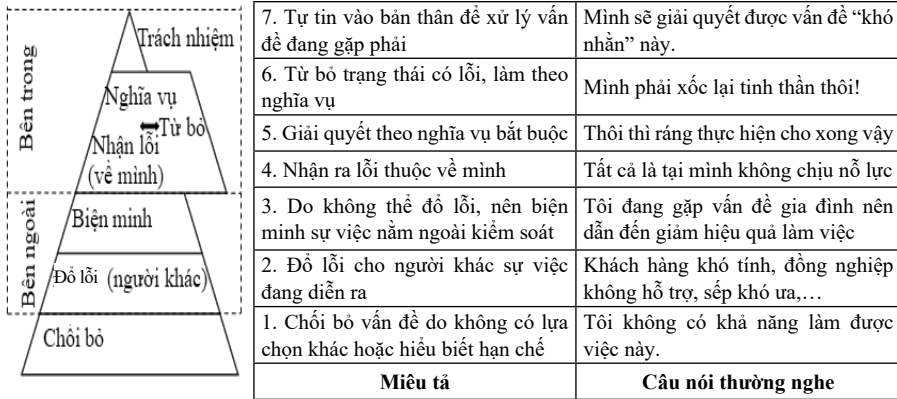 Bên trong
Bên ngoài
Trách nhiệm
Nghĩa vụ
Từ bỏ
Nhận lỗi
(về mình)
Biện minh
Đổ lỗi (người khác)
Chối bỏ
7. Tự tin vào bản thân để xử lý vấn
đề đang gặp phải
Mình sẽ giải quyết được vấn đề “khó
nhằn” này.
6. Từ bỏ trạng thái có lỗi, làm theo
nghĩa vụ
Mình phải xốc lại tinh thần thôi!
5. Giải quyết theo nghĩa vụ bắt buộc
Thôi thì ráng thực hiện cho xong vậy
4. Nhận ra lỗi thuộc về mình
Tất cả là tại mình không chịu nỗ lực
3. Do không thể đổ lỗi, nên biện
minh sự việc nằm ngoài kiểm soát
Tôi đang gặp vấn đề gia đình nên
dẫn đến giảm hiệu quả làm việc
2. Đổ lỗi cho người khác sự việc
đang diễn ra
Khách hàng khó tính, đồng nghiệp
không hỗ trợ, sếp khó ưa,…
1. Chối bỏ vấn đề do không có lựa
chọn khác hoặc hiểu biết hạn chế
Tôi không có khả năng làm được
việc này.
Miêu tả
Câu nói thường nghe